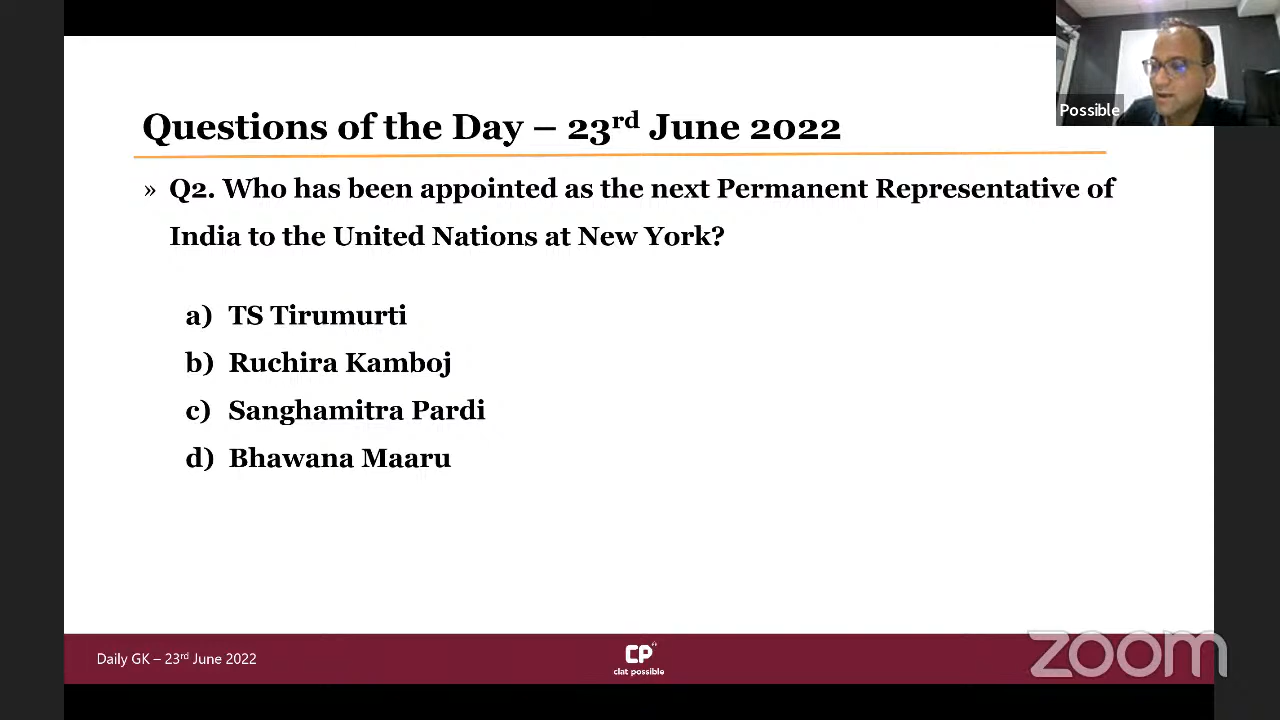 Possible
Questions of the Day – 23rd June 2022
» Q2. Who has been appointed as the next Permanent Representative of
India to the United Nations at New York?
a) TS Tirumurti
b) Ruchira Kamboj
c) Sanghamitra Pardi
d) Bhawana Maaru
Daily GK – 23rd June 2022
CP
clat possible
zoom